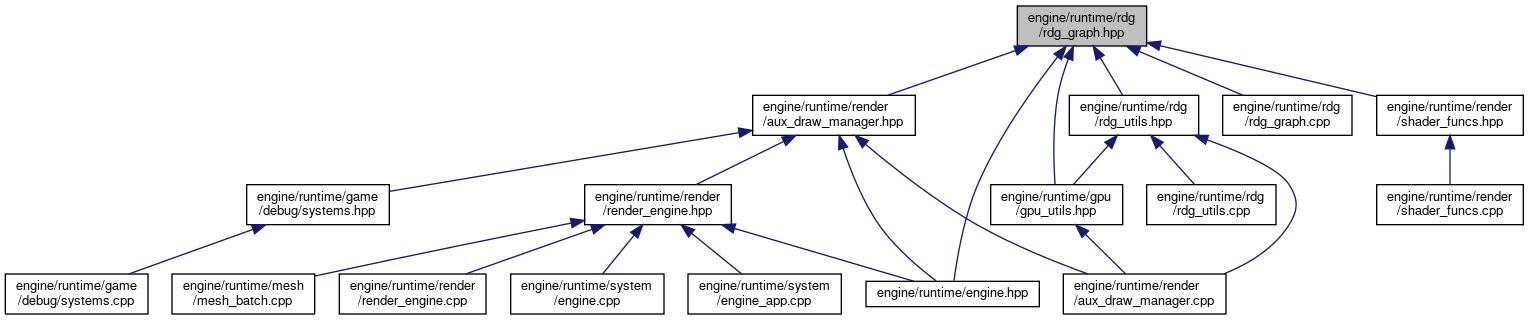 engine/runtime/rdg
/rdg_graph.hpp
engine/runtime/render
/aux_draw_manager.hpp
engine/runtime/rdg
/rdg_utils.hpp
engine/runtime/rdg
/rdg_graph.cpp
engine/runtime/render
/shader_funcs.hpp
engine/runtime/game
/debug/systems.hpp
engine/runtime/render
/render_engine.hpp
engine/runtime/gpu
/gpu_utils.hpp
engine/runtime/rdg
/rdg_utils.cpp
engine/runtime/render
/shader_funcs.cpp
engine/runtime/game
/debug/systems.cpp
engine/runtime/mesh
/mesh_batch.cpp
engine/runtime/render
/render_engine.cpp
engine/runtime/system
/engine.cpp
engine/runtime/system
/engine_app.cpp
engine/runtime/engine.hpp
engine/runtime/render
/aux_draw_manager.cpp